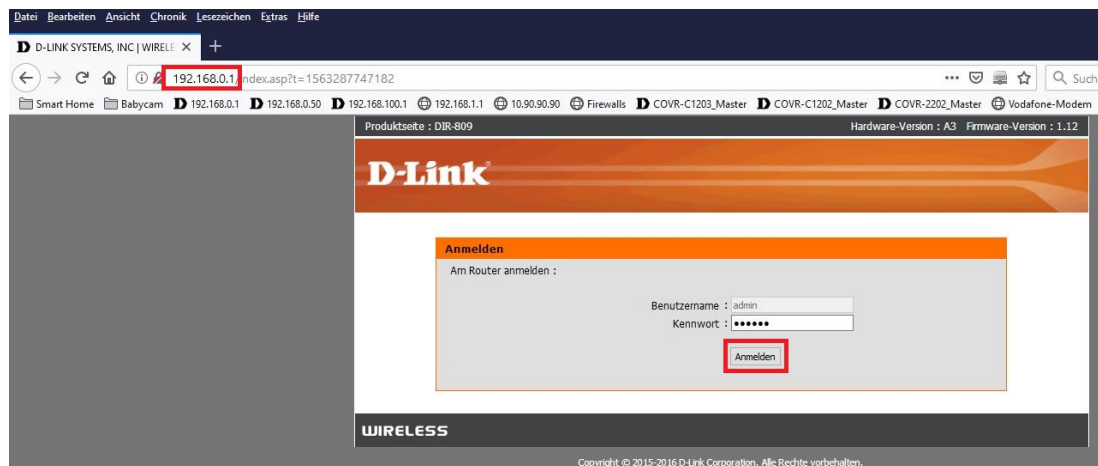 Datei Bearbeiten Ansicht Chronik Lesezeichen Extras Hilfe
D-LINK SYSTEMS, INC | WIRELE
192.168.0.1/index.asp?t=1563287747182 Such
Smart Home Babycam 192.168.0.1 192.168.0.50 192.168.100.1 192.168.1.1 10.90.90.90 Firewalls COVR-C1203_Master COVR-C1202_Master COVR-2202_Master Vodafone-Modem
Produktseite : DIR-809 Hardware-Version : A3 Firmware-Version : 1.12
D-Link
Anmelden
Am Router anmelden :
Benutzername : admin
Kennwort : ••••••
Anmelden
WIRELESS
Copyright © 2015-2016 D-Link Corporation. Alle Rechte vorbehalten.